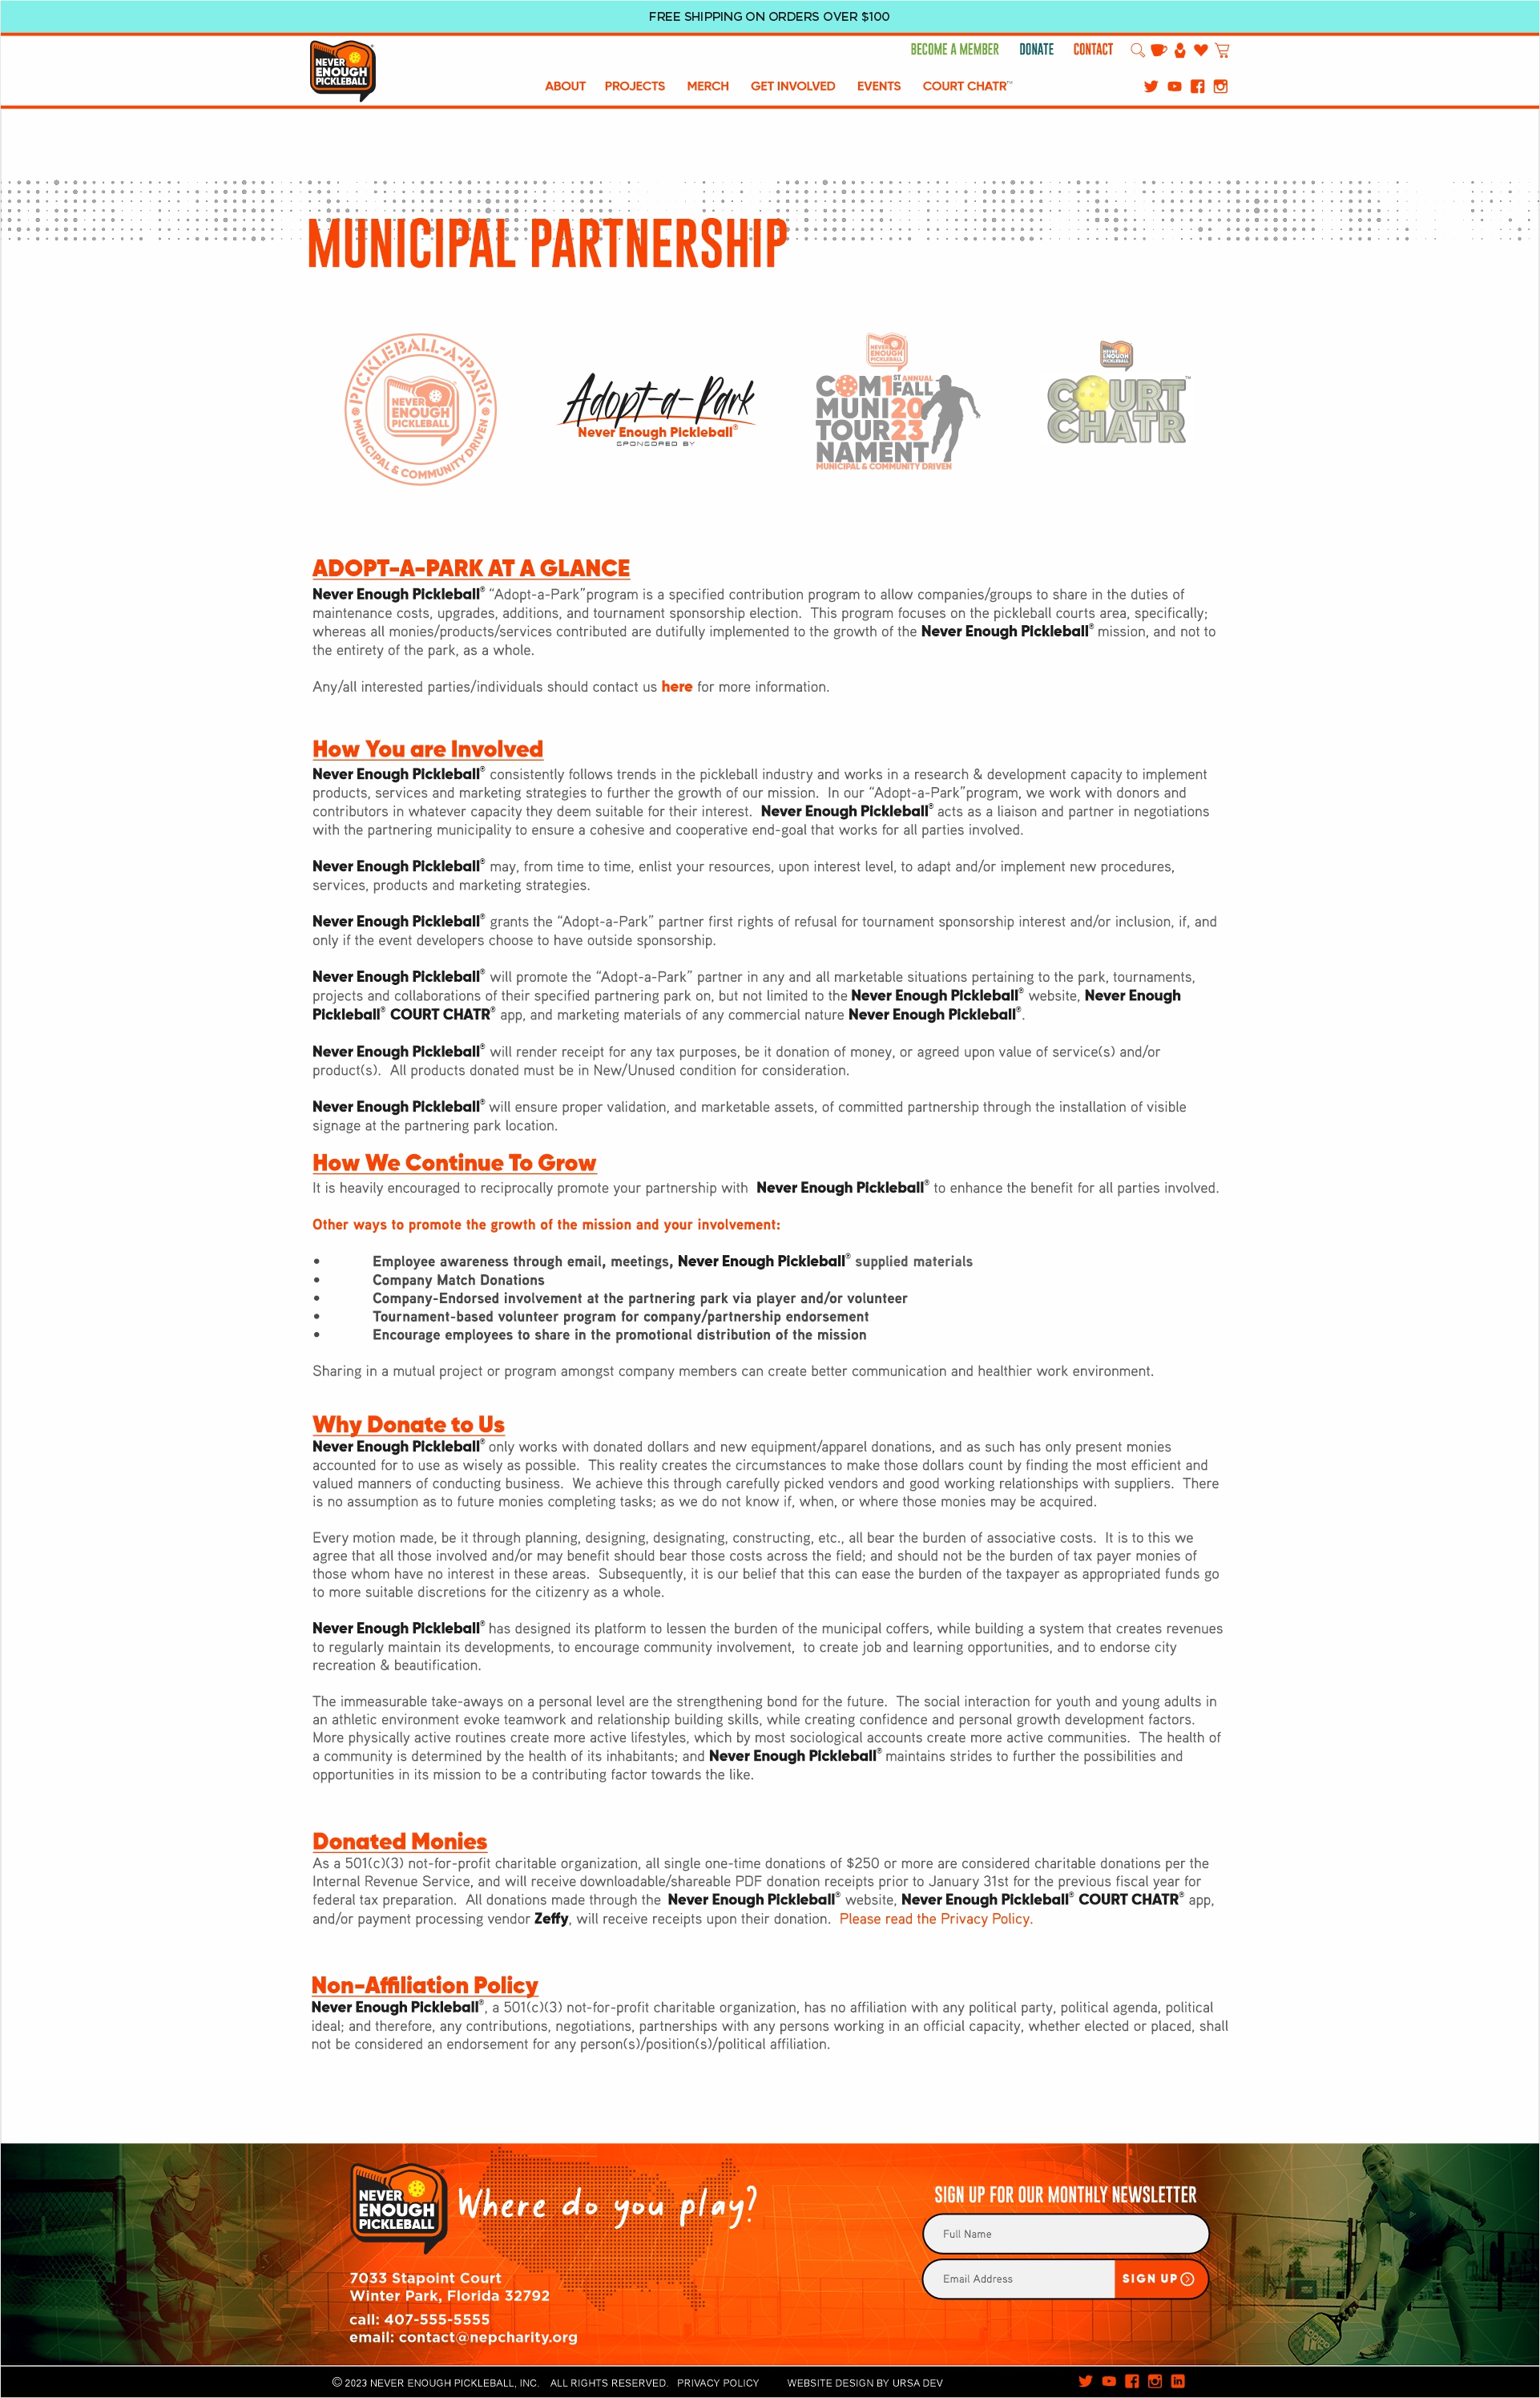 FREE SHIPPING ON ORDERS OVER $100
BECOME A MEMBER DONATE CONTACT
NEVER
ENOUGH
PICKLEBALL
ABOUT PROJECTS MERCH GET INVOLVED EVENTS COURT CHATR™
MUNICIPAL PARTNERSHIP
PICKLEBALL-A-PARK
NEVER
ENOUGH
PICKLEBALL
MUNICIPAL & COMMUNITY DRIVEN
Adopt-a-Park
Never Enough Pickleball®
SPONSORED BY
NEVER
ENOUGH
PICKLEBALL
COM1ST ANNUAL
FALL
MUNI20
TOUR23
NAMENT
MUNICIPAL & COMMUNITY DRIVEN
NEVER
ENOUGH
PICKLEBALL
COURT™
CHATR
ADOPT-A-PARK AT A GLANCE
Never Enough Pickleball® “Adopt-a-Park”program is a specified contribution program to allow companies/groups to share in the duties of
maintenance costs, upgrades, additions, and tournament sponsorship election. This program focuses on the pickleball courts area, specifically;
whereas all monies/products/services contributed are dutifully implemented to the growth of the Never Enough Pickleball® mission, and not to
the entirety of the park, as a whole.
Any/all interested parties/individuals should contact us here for more information.
How You are Involved
Never Enough Pickleball® consistently follows trends in the pickleball industry and works in a research & development capacity to implement
products, services and marketing strategies to further the growth of our mission. In our “Adopt-a-Park”program, we work with donors and
contributors in whatever capacity they deem suitable for their interest. Never Enough Pickleball® acts as a liaison and partner in negotiations
with the partnering municipality to ensure a cohesive and cooperative end-goal that works for all parties involved.
Never Enough Pickleball® may, from time to time, enlist your resources, upon interest level, to adapt and/or implement new procedures,
services, products and marketing strategies.
Never Enough Pickleball® grants the “Adopt-a-Park” partner first rights of refusal for tournament sponsorship interest and/or inclusion, if, and
only if the event developers choose to have outside sponsorship.
Never Enough Pickleball® will promote the “Adopt-a-Park” partner in any and all marketable situations pertaining to the park, tournaments,
projects and collaborations of their specified partnering park on, but not limited to the Never Enough Pickleball® website, Never Enough
Pickleball® COURT CHATR® app, and marketing materials of any commercial nature Never Enough Pickleball®.
Never Enough Pickleball® will render receipt for any tax purposes, be it donation of money, or agreed upon value of service(s) and/or
product(s). All products donated must be in New/Unused condition for consideration.
Never Enough Pickleball® will ensure proper validation, and marketable assets, of committed partnership through the installation of visible
signage at the partnering park location.
How We Continue To Grow
It is heavily encouraged to reciprocally promote your partnership with Never Enough Pickleball® to enhance the benefit for all parties involved.
Other ways to promote the growth of the mission and your involvement:
• Employee awareness through email, meetings, Never Enough Pickleball® supplied materials
• Company Match Donations
• Company-Endorsed involvement at the partnering park via player and/or volunteer
• Tournament-based volunteer program for company/partnership endorsement
• Encourage employees to share in the promotional distribution of the mission
Sharing in a mutual project or program amongst company members can create better communication and healthier work environment.
Why Donate to Us
Never Enough Pickleball® only works with donated dollars and new equipment/apparel donations, and as such has only present monies
accounted for to use as wisely as possible. This reality creates the circumstances to make those dollars count by finding the most efficient and
valued manners of conducting business. We achieve this through carefully picked vendors and good working relationships with suppliers. There
is no assumption as to future monies completing tasks; as we do not know if, when, or where those monies may be acquired.
Every motion made, be it through planning, designing, designating, constructing, etc., all bear the burden of associative costs. It is to this we
agree that all those involved and/or may benefit should bear those costs across the field; and should not be the burden of tax payer monies of
those whom have no interest in these areas. Subsequently, it is our belief that this can ease the burden of the taxpayer as appropriated funds go
to more suitable discretions for the citizenry as a whole.
Never Enough Pickleball® has designed its platform to lessen the burden of the municipal coffers, while building a system that creates revenues
to regularly maintain its developments, to encourage community involvement, to create job and learning opportunities, and to endorse city
recreation & beautification.
The immeasurable take-aways on a personal level are the strengthening bond for the future. The social interaction for youth and young adults in
an athletic environment evoke teamwork and relationship building skills, while creating confidence and personal growth development factors.
More physically active routines create more active lifestyles, which by most sociological accounts create more active communities. The health of
a community is determined by the health of its inhabitants; and Never Enough Pickleball® maintains strides to further the possibilities and
opportunities in its mission to be a contributing factor towards the like.
Donated Monies
As a 501(c)(3) not-for-profit charitable organization, all single one-time donations of $250 or more are considered charitable donations per the
Internal Revenue Service, and will receive downloadable/shareable PDF donation receipts prior to January 31st for the previous fiscal year for
federal tax preparation. All donations made through the Never Enough Pickleball® website, Never Enough Pickleball® COURT CHATR® app,
and/or payment processing vendor Zeffy, will receive receipts upon their donation. Please read the Privacy Policy.
Non-Affiliation Policy
Never Enough Pickleball®, a 501(c)(3) not-for-profit charitable organization, has no affiliation with any political party, political agenda, political
ideal; and therefore, any contributions, negotiations, partnerships with any persons working in an official capacity, whether elected or placed, shall
not be considered an endorsement for any person(s)/position(s)/political affiliation.
NEVER
ENOUGH
PICKLEBALL
Where do you play?
SIGN UP FOR OUR MONTHLY NEWSLETTER
Full Name
Email Address SIGN UP
7033 Stapoint Court
Winter Park, Florida 32792
call: 407-555-5555
email: contact@nepcharity.org
© 2023 NEVER ENOUGH PICKLEBALL, INC. ALL RIGHTS RESERVED. PRIVACY POLICY WEBSITE DESIGN BY URSA DEV